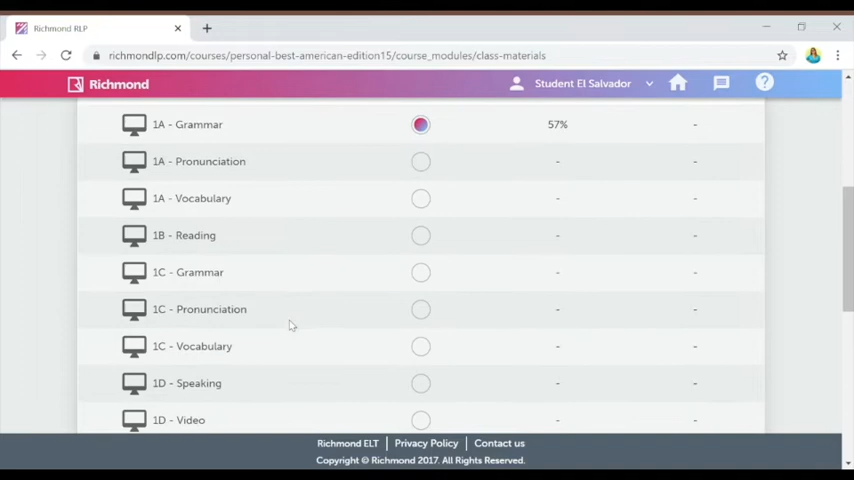 Richmond RLP
richmondlp.com/courses/personal-best-american-edition15/course_modules/class-materials
Richmond
Student El Salvador
1A - Grammar 57% -
1A - Pronunciation - -
1A - Vocabulary - -
1B - Reading - -
1C - Grammar - -
1C - Pronunciation - -
1C - Vocabulary - -
1D - Speaking - -
1D - Video - -
Richmond ELT | Privacy Policy | Contact us
Copyright © Richmond 2017. All Rights Reserved.